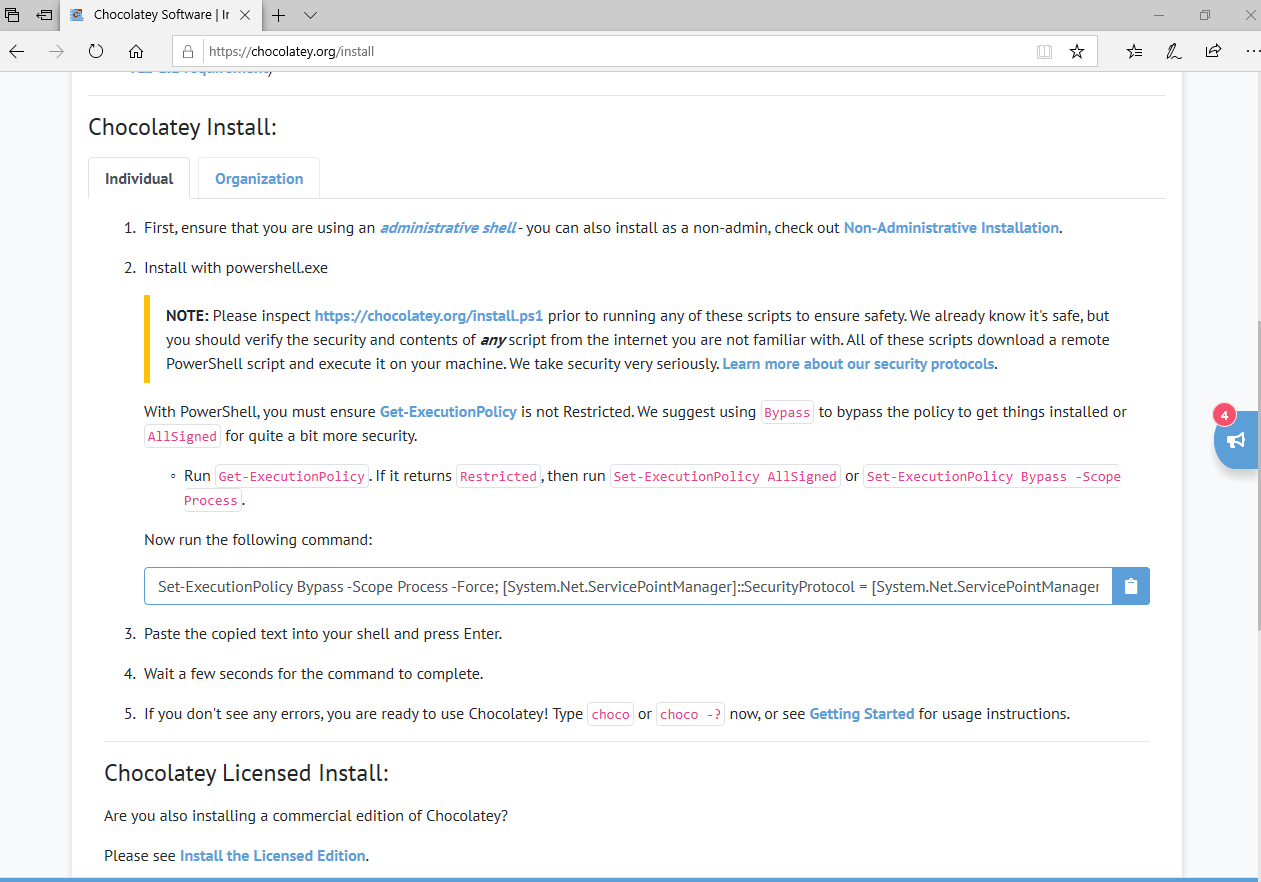 Chocolatey Software | Ir
https://chocolatey.org/install
Chocolatey Install:
Individual
Organization
1. First, ensure that you are using an administrative shell - you can also install as a non-admin, check out Non-Administrative Installation.
2. Install with powershell.exe
NOTE: Please inspect https://chocolatey.org/install.ps1 prior to running any of these scripts to ensure safety. We already know it's safe, but
you should verify the security and contents of any script from the internet you are not familiar with. All of these scripts download a remote
PowerShell script and execute it on your machine. We take security very seriously. Learn more about our security protocols.
With PowerShell, you must ensure Get-ExecutionPolicy is not Restricted. We suggest using Bypass to bypass the policy to get things installed or
AllSigned for quite a bit more security.
◦ Run Get-ExecutionPolicy. If it returns Restricted, then run Set-ExecutionPolicy AllSigned or Set-ExecutionPolicy Bypass -Scope
Process.
4
Now run the following command:
Set-ExecutionPolicy Bypass -Scope Process -Force; [System.Net.ServicePointManager]::SecurityProtocol = [System.Net.ServicePointManager
3. Paste the copied text into your shell and press Enter.
4. Wait a few seconds for the command to complete.
5. If you don't see any errors, you are ready to use Chocolatey! Type choco or choco -? now, or see Getting Started for usage instructions.
Chocolatey Licensed Install:
Are you also installing a commercial edition of Chocolatey?
Please see Install the Licensed Edition.